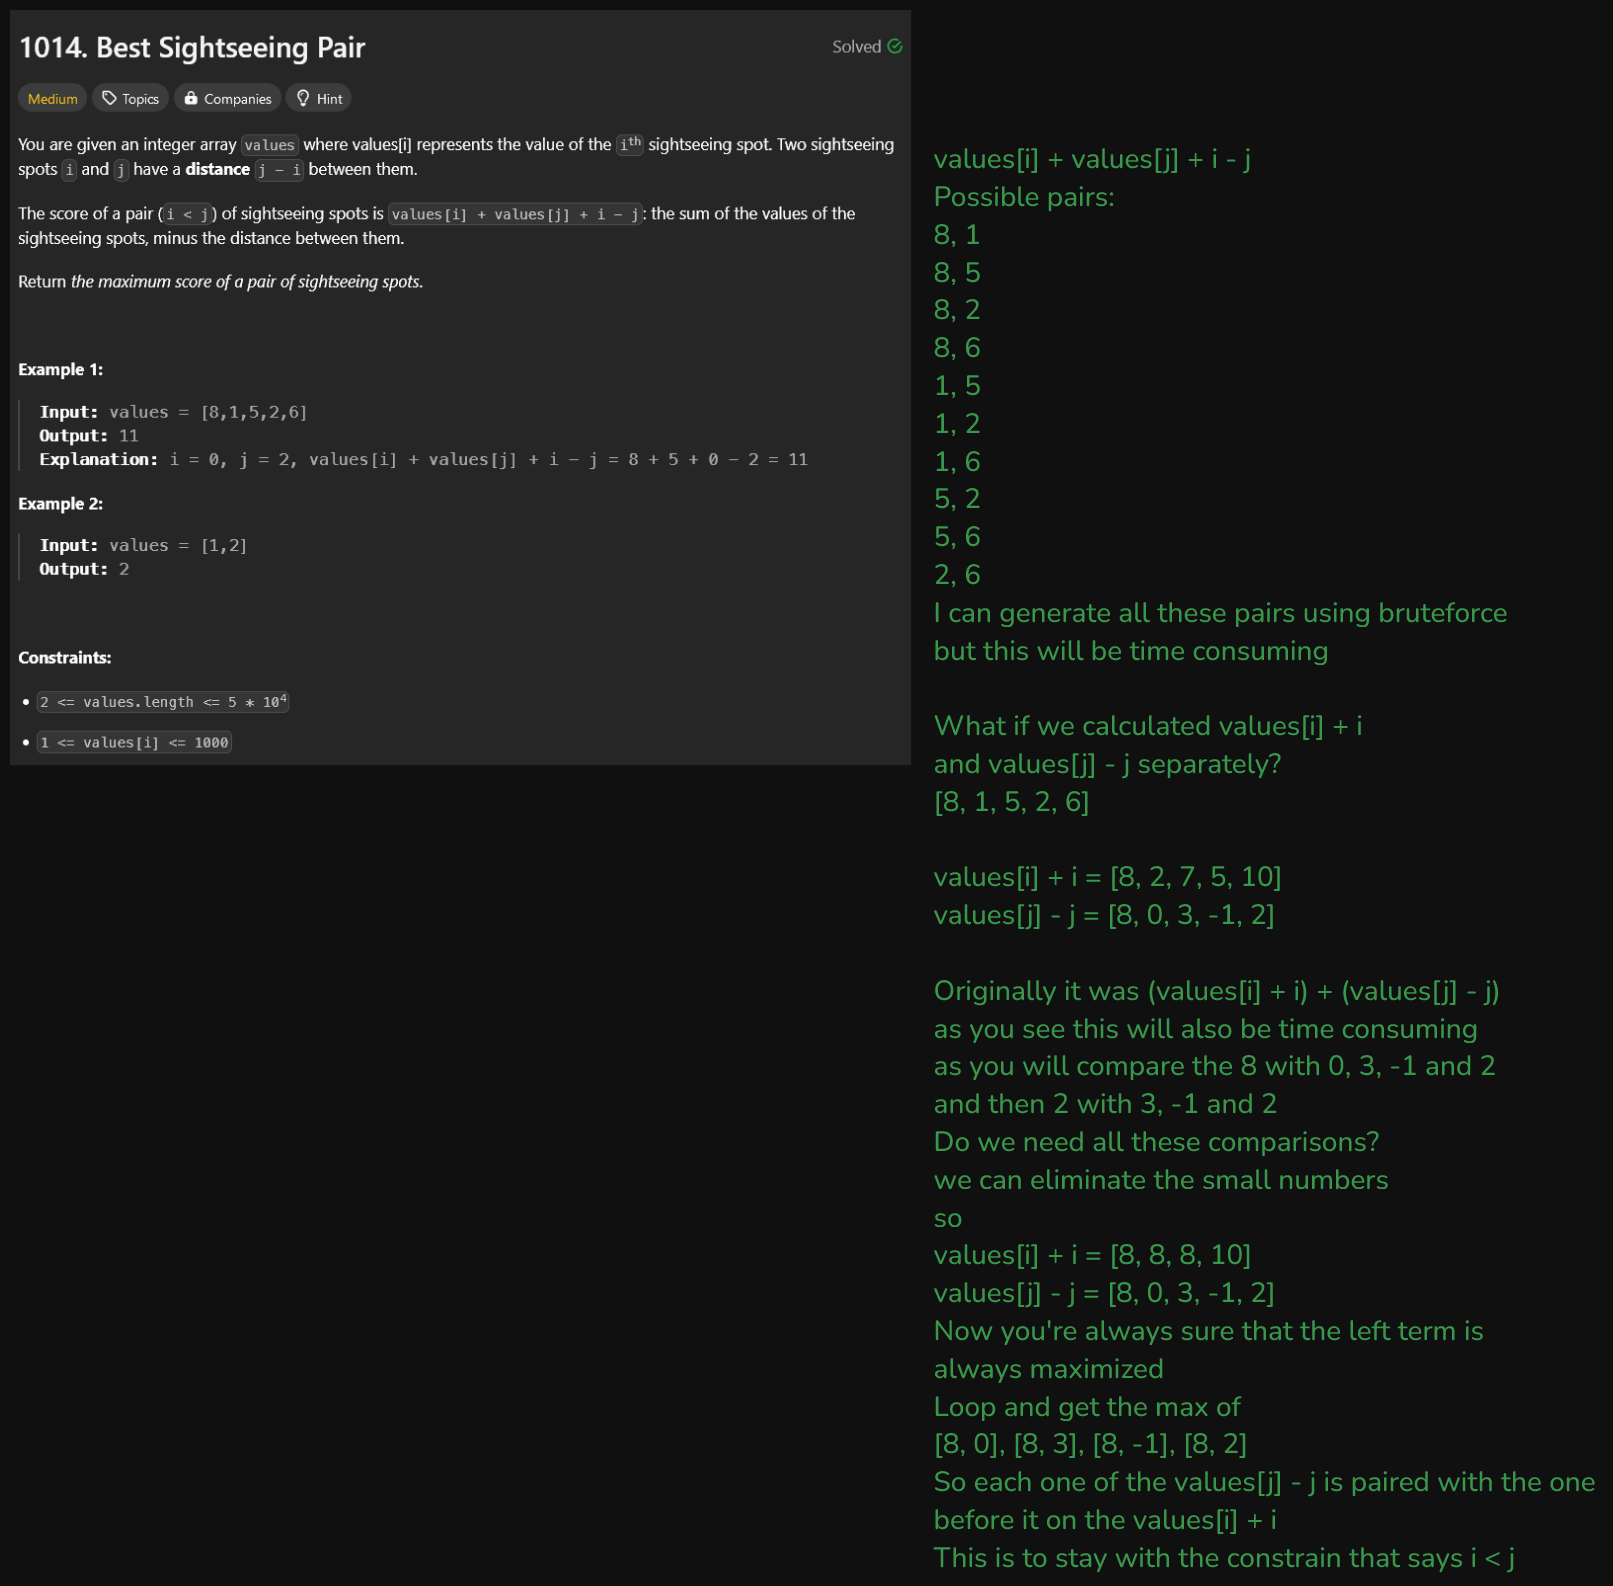 1014. Best Sightseeing Pair
Solved
Medium Topics Companies Hint
You are given an integer array values where values[i] represents the value of the ith sightseeing spot. Two sightseeing
spots i and j have a distance j - i between them.
The score of a pair (i < j) of sightseeing spots is values[i] + values[j] + i - j: the sum of the values of the
sightseeing spots, minus the distance between them.
Return the maximum score of a pair of sightseeing spots.
Example 1:
Input: values = [8,1,5,2,6]
Output: 11
Explanation: i = 0, j = 2, values[i] + values[j] + i - j = 8 + 5 + 0 - 2 = 11
Example 2:
Input: values = [1,2]
Output: 2
Constraints:
• 2 <= values.length <= 5 * 10⁴
• 1 <= values[i] <= 1000
values[i] + values[j] + i - j
Possible pairs:
8, 1
8, 5
8, 2
8, 6
1, 5
1, 2
1, 6
5, 2
5, 6
2, 6
I can generate all these pairs using bruteforce
but this will be time consuming
What if we calculated values[i] + i
and values[j] - j separately?
[8, 1, 5, 2, 6]
values[i] + i = [8, 2, 7, 5, 10]
values[j] - j = [8, 0, 3, -1, 2]
Originally it was (values[i] + i) + (values[j] - j)
as you see this will also be time consuming
as you will compare the 8 with 0, 3, -1 and 2
and then 2 with 3, -1 and 2
Do we need all these comparisons?
we can eliminate the small numbers
so
values[i] + i = [8, 8, 8, 10]
values[j] - j = [8, 0, 3, -1, 2]
Now you're always sure that the left term is
always maximized
Loop and get the max of
[8, 0], [8, 3], [8, -1], [8, 2]
So each one of the values[j] - j is paired with the one
before it on the values[i] + i
This is to stay with the constrain that says i < j